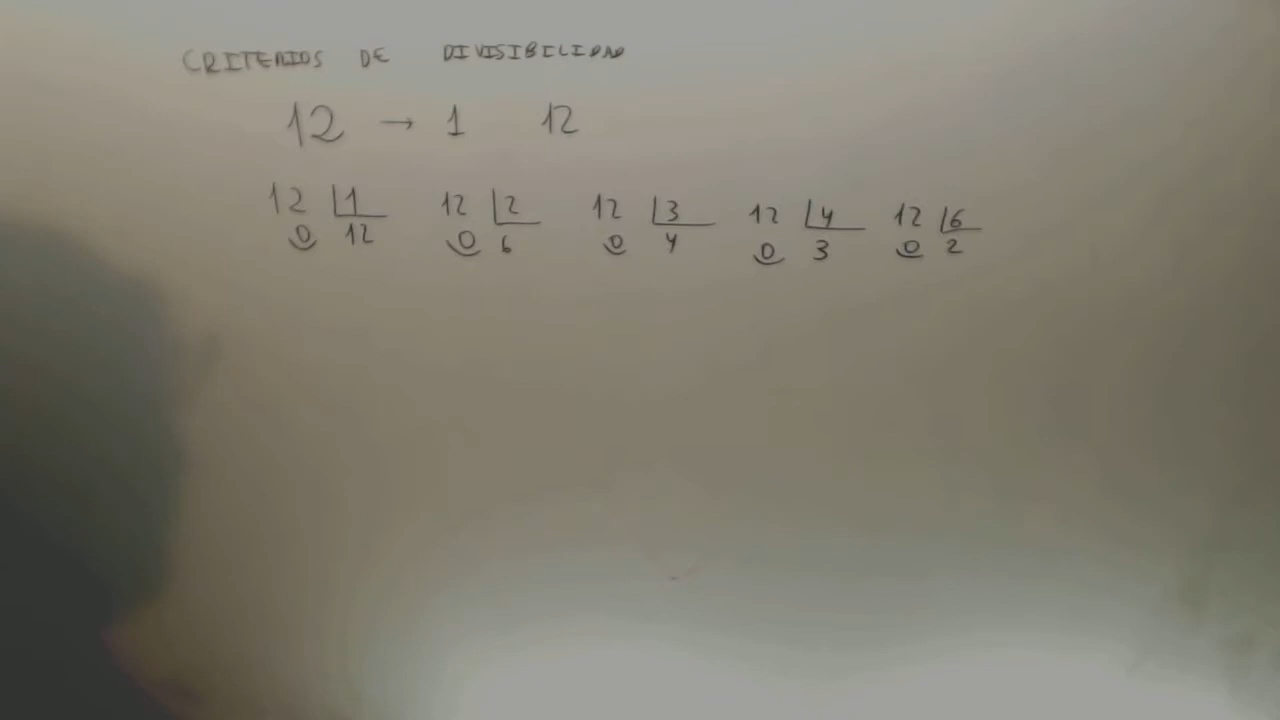 CRITERIOS DE DIVISIBILIDAD
12 → 1 12
12 1 12 2 12 3 12 4 12 6
0 12 0 6 0 4 0 3 0 2